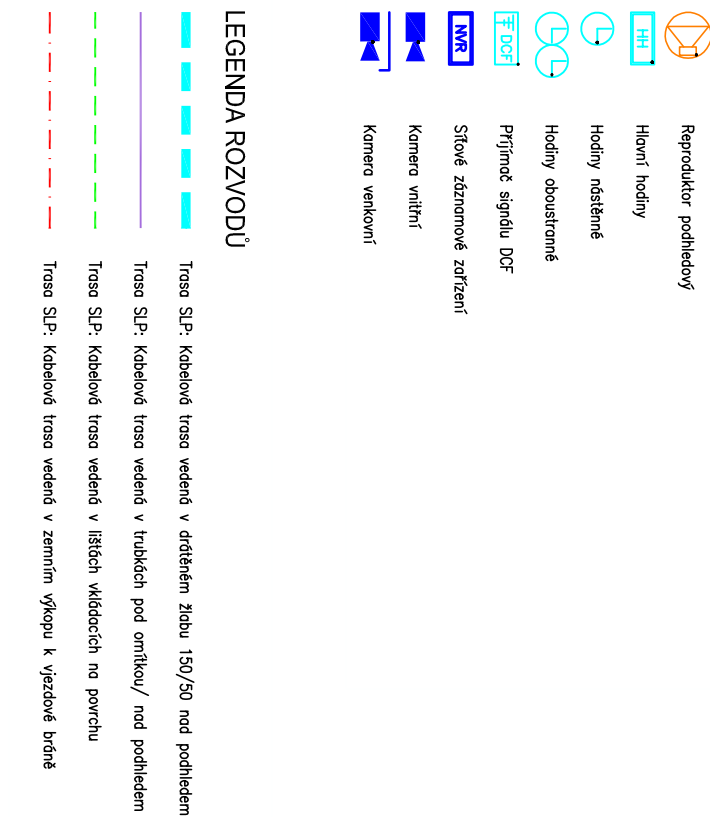 Reproduktor podhledový
HH Hlavní hodiny
Hodiny nástěnné
Hodiny oboustranné
DCF Příjímač signálu DCF
NVR Síťové záznamové zařízení
Kamera vnitřní
Kamera venkovní
LEGENDA ROZVODŮ
Trasa SLP: Kabelová trasa vedená v drátěném žlabu 150/50 nad podhledem
Trasa SLP: Kabelová trasa vedená v trubkách pod omítkou/ nad podhledem
Trasa SLP: Kabelová trasa vedená v lištách vkládacích na povrchu
Trasa SLP: Kabelová trasa vedená v zemním výkopu k vjezdové bráně